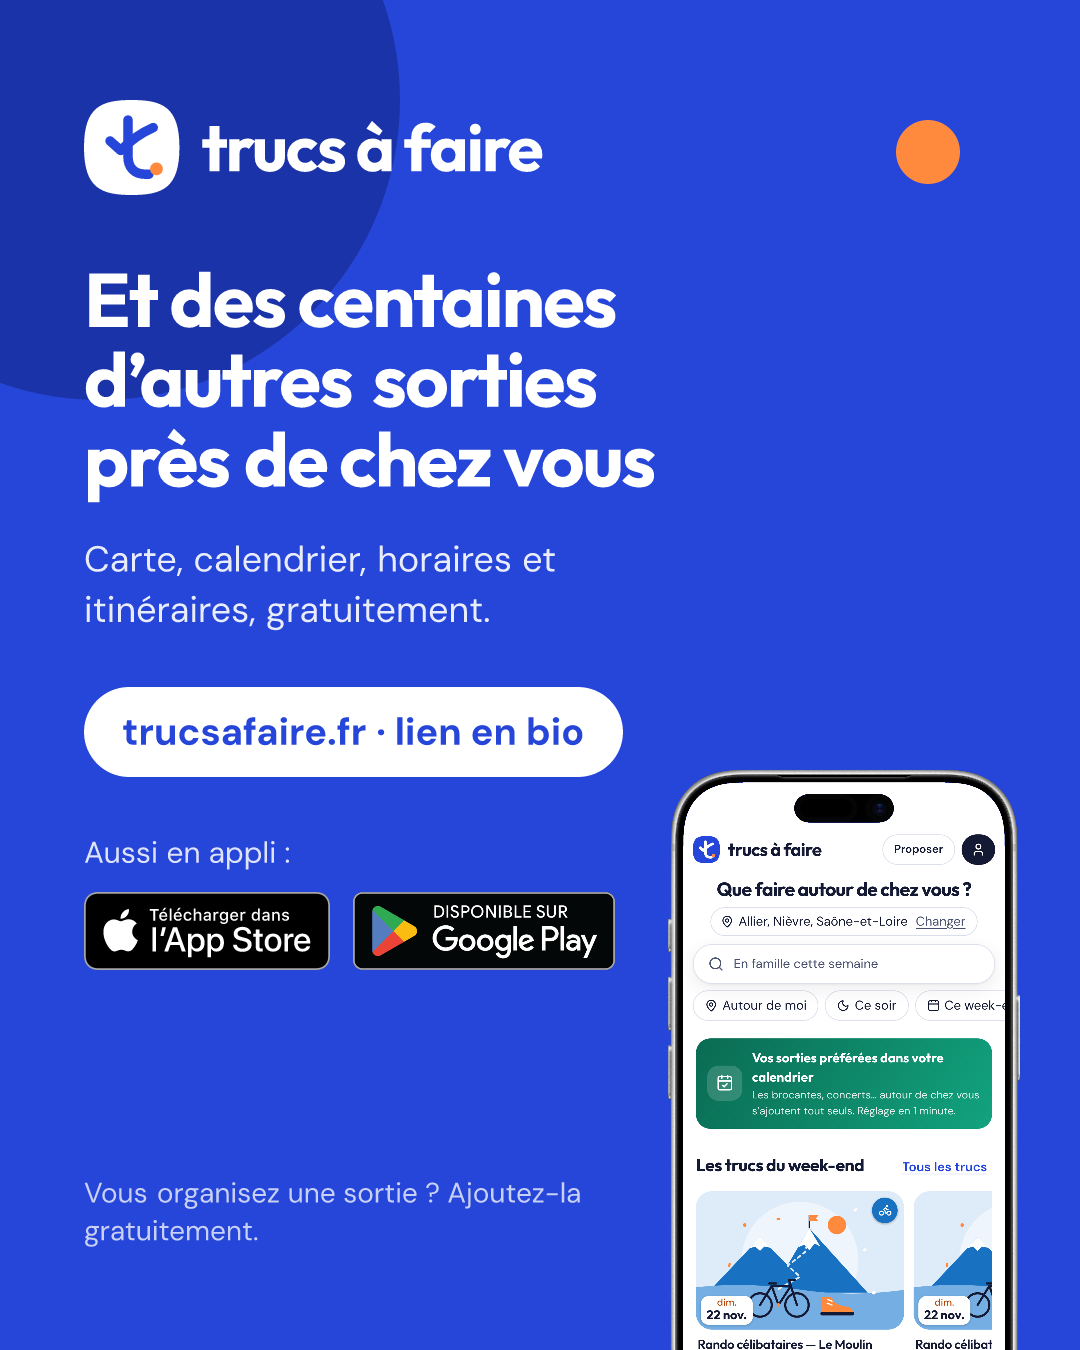 trucs à faire
Et des centaines
d’autres sorties
près de chez vous
Carte, calendrier, horaires et
itinéraires, gratuitement.
trucsafaire.fr · lien en bio
Aussi en appli :
Télécharger dans
l’App Store
DISPONIBLE SUR
Google Play
Vous organisez une sortie ? Ajoutez-la
gratuitement.
trucs à faire
Proposer
Que faire autour de chez vous ?
Allier, Nièvre, Saône-et-Loire Changer
En famille cette semaine
Autour de moi
Ce soir
Ce week-e
Vos sorties préférées dans votre
calendrier
Les brocantes, concerts… autour de chez vous
s’ajoutent tout seuls. Réglage en 1 minute.
Les trucs du week-end
Tous les trucs
dim.
22 nov.
dim.
22 nov.
Rando célibataires — Le Moulin
Rando célibat